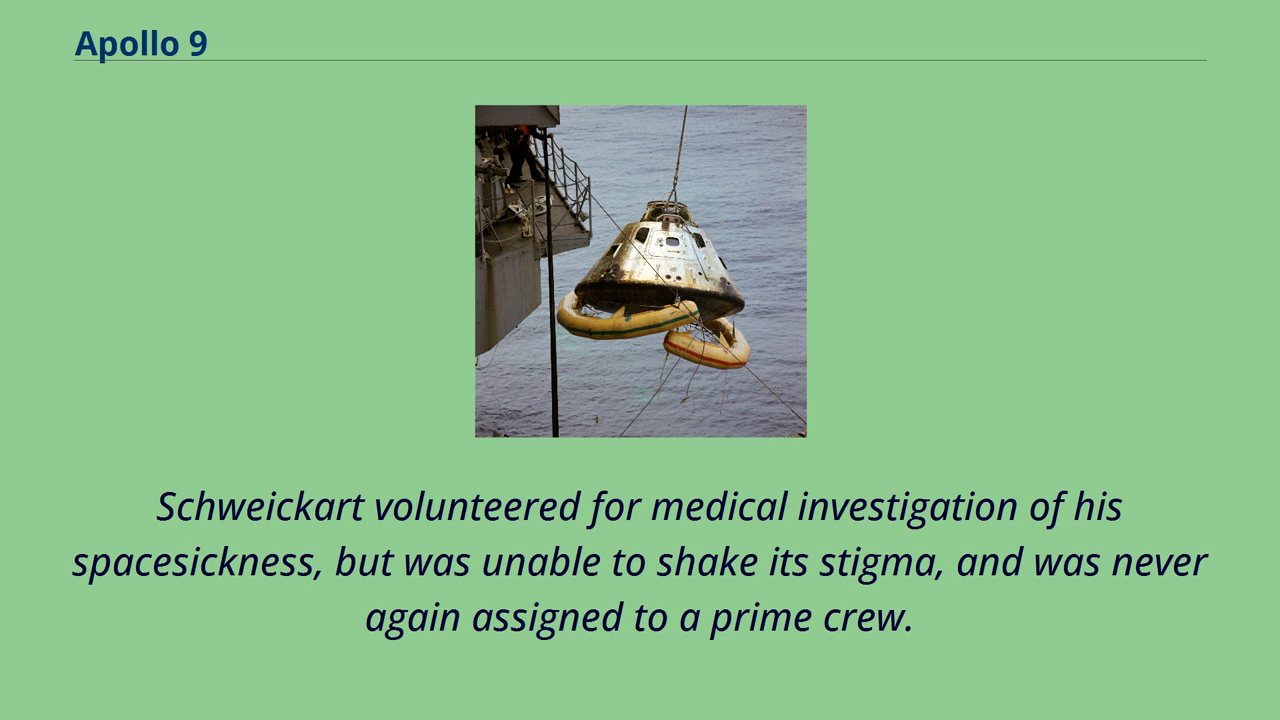 Apollo 9
Schweickart volunteered for medical investigation of his
spacesickness, but was unable to shake its stigma, and was never
again assigned to a prime crew.